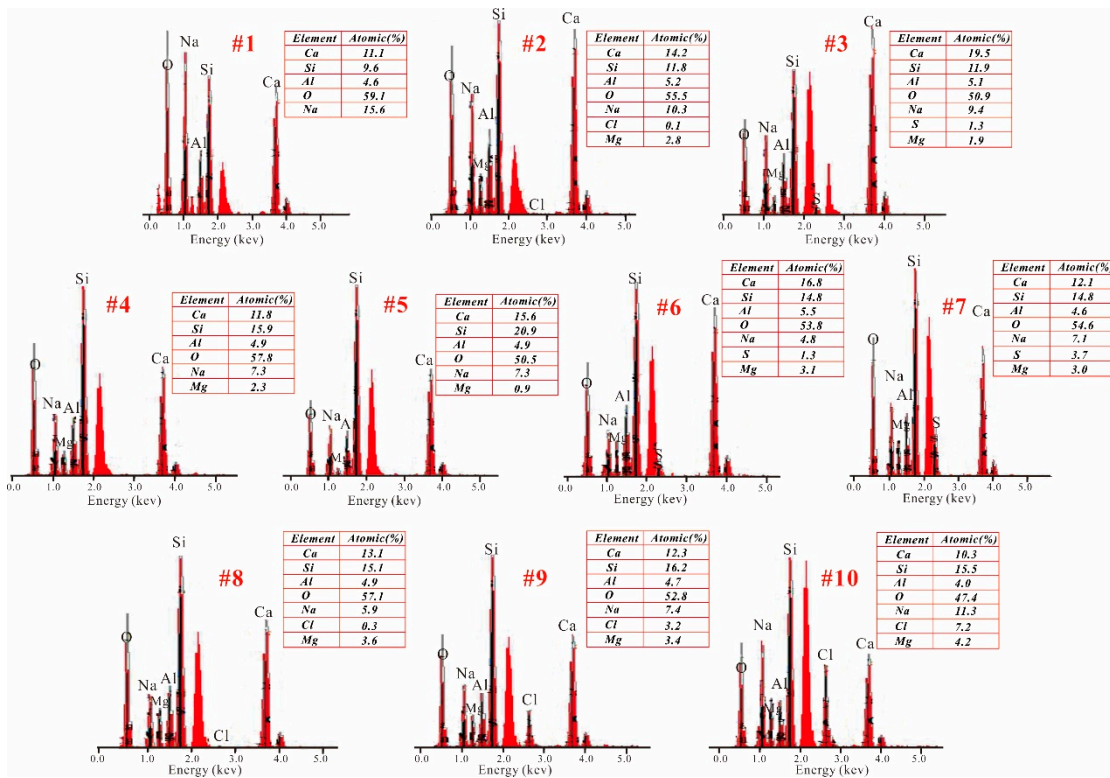 #1
Element Atomic(%)
Ca 11.1
Si 9.6
Al 4.6
O 59.1
Na 15.6
O
Na
Al
Si
Ca
0.0 1.0 2.0 3.0 4.0 5.0
Energy (kev)
#2
Element Atomic(%)
Ca 14.2
Si 11.8
Al 5.2
O 55.5
Na 10.3
Cl 0.1
Mg 2.8
O
Na
Mg
Al
Si
Cl
Ca
0.0 1.0 2.0 3.0 4.0 5.0
Energy (kev)
#3
Element Atomic(%)
Ca 19.5
Si 11.9
Al 5.1
O 50.9
Na 9.4
S 1.3
Mg 1.9
O
Na
Mg
Al
Si
S
Ca
0.0 1.0 2.0 3.0 4.0 5.0
Energy (kev)
#4
Element Atomic(%)
Ca 11.8
Si 15.9
Al 4.9
O 57.8
Na 7.3
Mg 2.3
O
Na
Mg
Al
Si
Ca
0.0 1.0 2.0 3.0 4.0 5.0
Energy (kev)
#5
Element Atomic(%)
Ca 15.6
Si 20.9
Al 4.9
O 50.5
Na 7.3
Mg 0.9
O
Na
Mg
Al
Si
Ca
0.0 1.0 2.0 3.0 4.0 5.0
Energy (kev)
#6
Element Atomic(%)
Ca 16.8
Si 14.8
Al 5.5
O 53.8
Na 4.8
S 1.3
Mg 3.1
O
Na
Mg
Al
Si
S
Ca
0.0 1.0 2.0 3.0 4.0 5.0
Energy (kev)
#7
Element Atomic(%)
Ca 12.1
Si 14.8
Al 4.6
O 54.6
Na 7.1
S 3.7
Mg 3.0
O
Na
Mg
Al
Si
S
Ca
0.0 1.0 2.0 3.0 4.0 5.0
Energy (kev)
#8
Element Atomic(%)
Ca 13.1
Si 15.1
Al 4.9
O 57.1
Na 5.9
Cl 0.3
Mg 3.6
O
Na
Mg
Al
Si
Cl
Ca
0.0 1.0 2.0 3.0 4.0 5.0
Energy (kev)
#9
Element Atomic(%)
Ca 12.3
Si 16.2
Al 4.7
O 52.8
Na 7.4
Cl 3.2
Mg 3.4
O
Na
Mg
Al
Si
Cl
Ca
0.0 1.0 2.0 3.0 4.0 5.0
Energy (kev)
#10
Element Atomic(%)
Ca 10.3
Si 15.5
Al 4.0
O 47.4
Na 11.3
Cl 7.2
Mg 4.2
O
Na
Mg
Al
Si
Cl
Ca
0.0 1.0 2.0 3.0 4.0 5.0
Energy (kev)